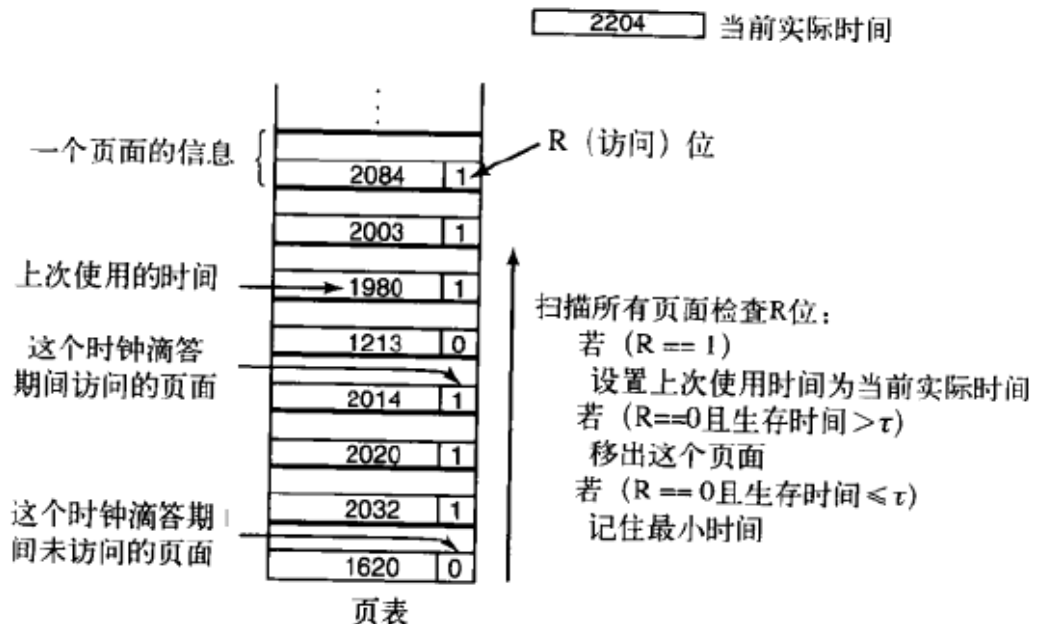 2204 当前实际时间
一个页面的信息
R（访问）位
2084 1
2003 1
上次使用的时间
1980 1
1213 0
这个时钟滴答
期间访问的页面
2014 1
2020 1
2032 1
这个时钟滴答期
间未访问的页面
1620 0
页表
扫描所有页面检查R位：
若（R == 1）
设置上次使用时间为当前实际时间
若（R==0且生存时间>τ）
移出这个页面
若（R == 0且生存时间≤τ）
记住最小时间